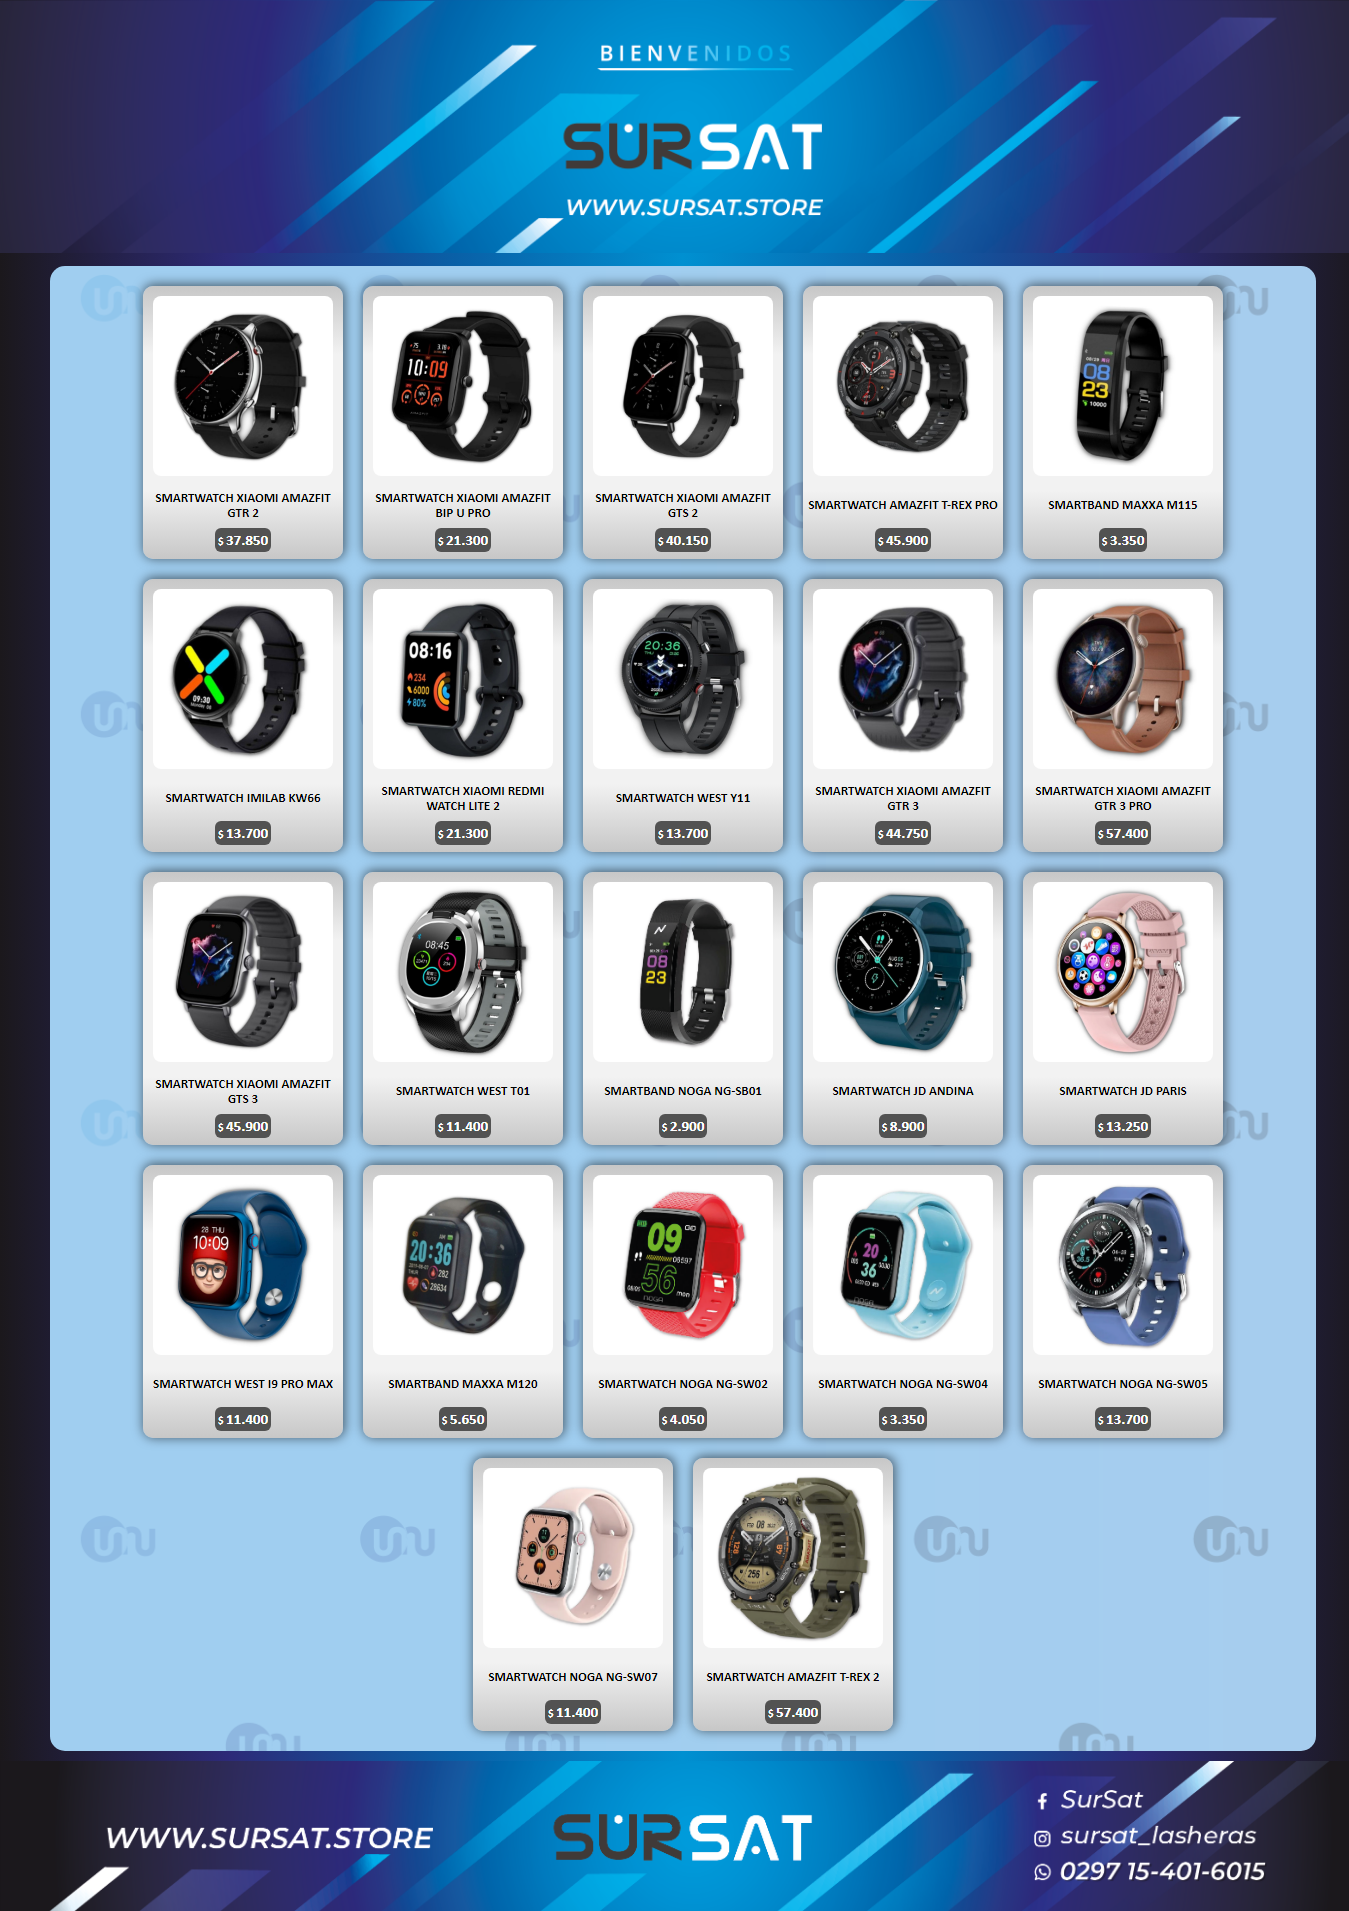 BIENVENIDOS
SURSAT
WWW.SURSAT.STORE
SMARTWATCH XIAOMI AMAZFIT
GTR 2
$ 37.850
SMARTWATCH XIAOMI AMAZFIT
BIP U PRO
$ 21.300
SMARTWATCH XIAOMI AMAZFIT
GTS 2
$ 40.150
SMARTWATCH AMAZFIT T-REX PRO
$ 45.900
SMARTBAND MAXXA M115
$ 3.350
SMARTWATCH IMILAB KW66
$ 13.700
SMARTWATCH XIAOMI REDMI
WATCH LITE 2
$ 21.300
SMARTWATCH WEST Y11
$ 13.700
SMARTWATCH XIAOMI AMAZFIT
GTR 3
$ 44.750
SMARTWATCH XIAOMI AMAZFIT
GTR 3 PRO
$ 57.400
SMARTWATCH XIAOMI AMAZFIT
GTS 3
$ 45.900
SMARTWATCH WEST T01
$ 11.400
SMARTBAND NOGA NG-SB01
$ 2.900
SMARTWATCH JD ANDINA
$ 8.900
SMARTWATCH JD PARIS
$ 13.250
SMARTWATCH WEST I9 PRO MAX
$ 11.400
SMARTBAND MAXXA M120
$ 5.650
SMARTWATCH NOGA NG-SW02
$ 4.050
SMARTWATCH NOGA NG-SW04
$ 3.350
SMARTWATCH NOGA NG-SW05
$ 13.700
SMARTWATCH NOGA NG-SW07
$ 11.400
SMARTWATCH AMAZFIT T-REX 2
$ 57.400
WWW.SURSAT.STORE
SURSAT
SurSat
sursat_lasheras
0297 15-401-6015